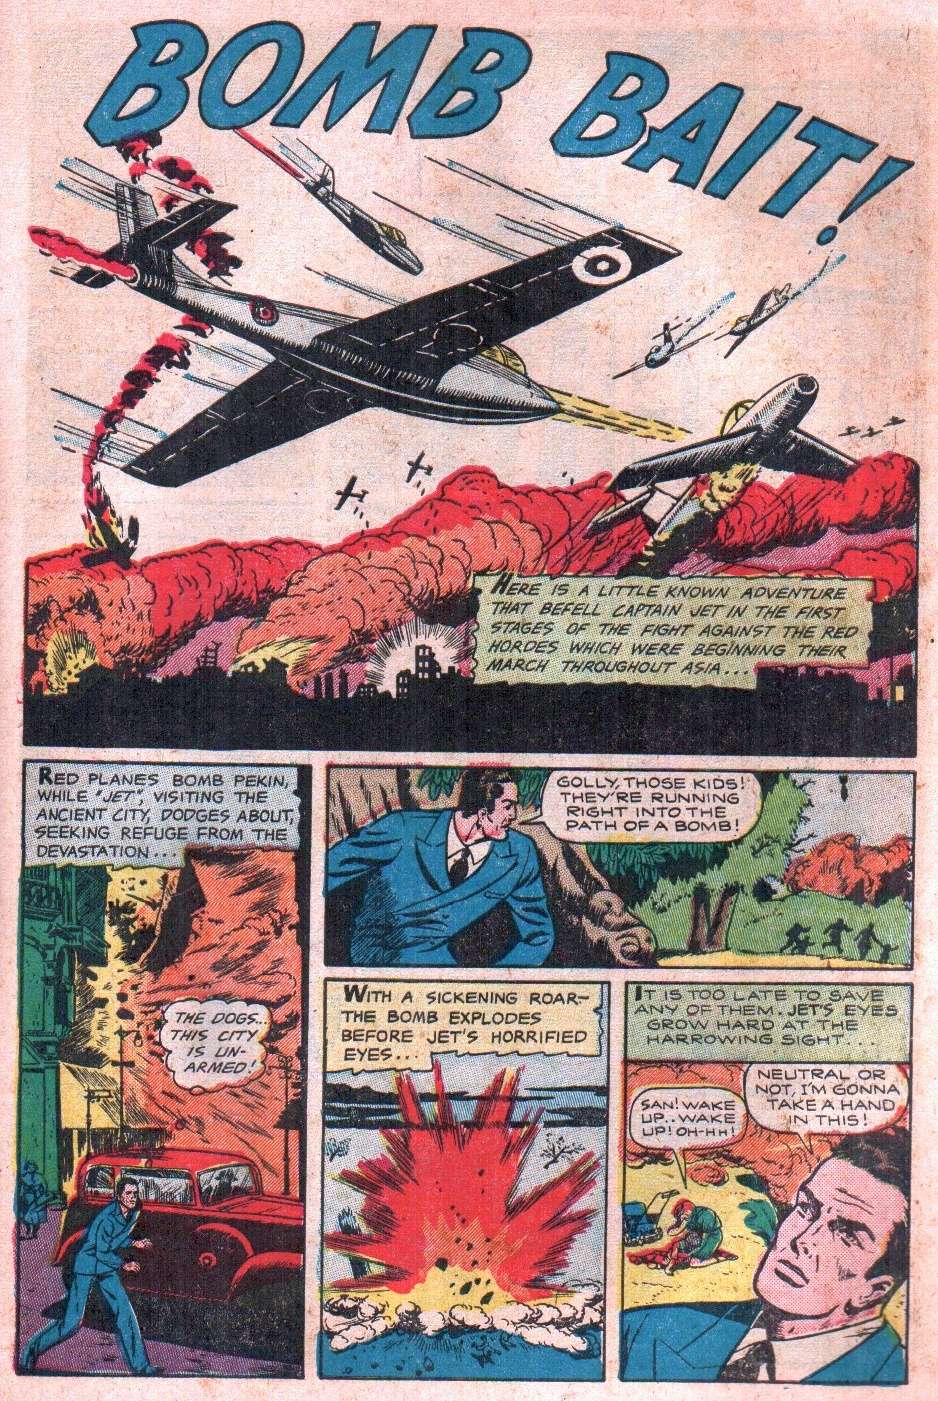 BOMB BAIT!
HERE IS A LITTLE KNOWN ADVENTURE
THAT BEFELL CAPTAIN JET IN THE FIRST
STAGES OF THE FIGHT AGAINST THE RED
HORDES WHICH WERE BEGINNING THEIR
MARCH THROUGHOUT ASIA...
RED PLANES BOMB PEKIN,
WHILE "JET", VISITING THE
ANCIENT CITY, DODGES ABOUT,
SEEKING REFUGE FROM THE
DEVASTATION...
THE DOGS...
THIS CITY
IS UN-
ARMED!
GOLLY, THOSE KIDS!
THEY'RE RUNNING
RIGHT INTO THE
PATH OF A BOMB!
WITH A SICKENING ROAR-
THE BOMB EXPLODES
BEFORE JET'S HORRIFIED
EYES...
IT IS TOO LATE TO SAVE
ANY OF THEM. JET'S EYES
GROW HARD AT THE
HARROWING SIGHT...
SAN! WAKE
UP.. WAKE
UP! OH-HH!
NEUTRAL OR
NOT, I'M GONNA
TAKE A HAND
IN THIS!